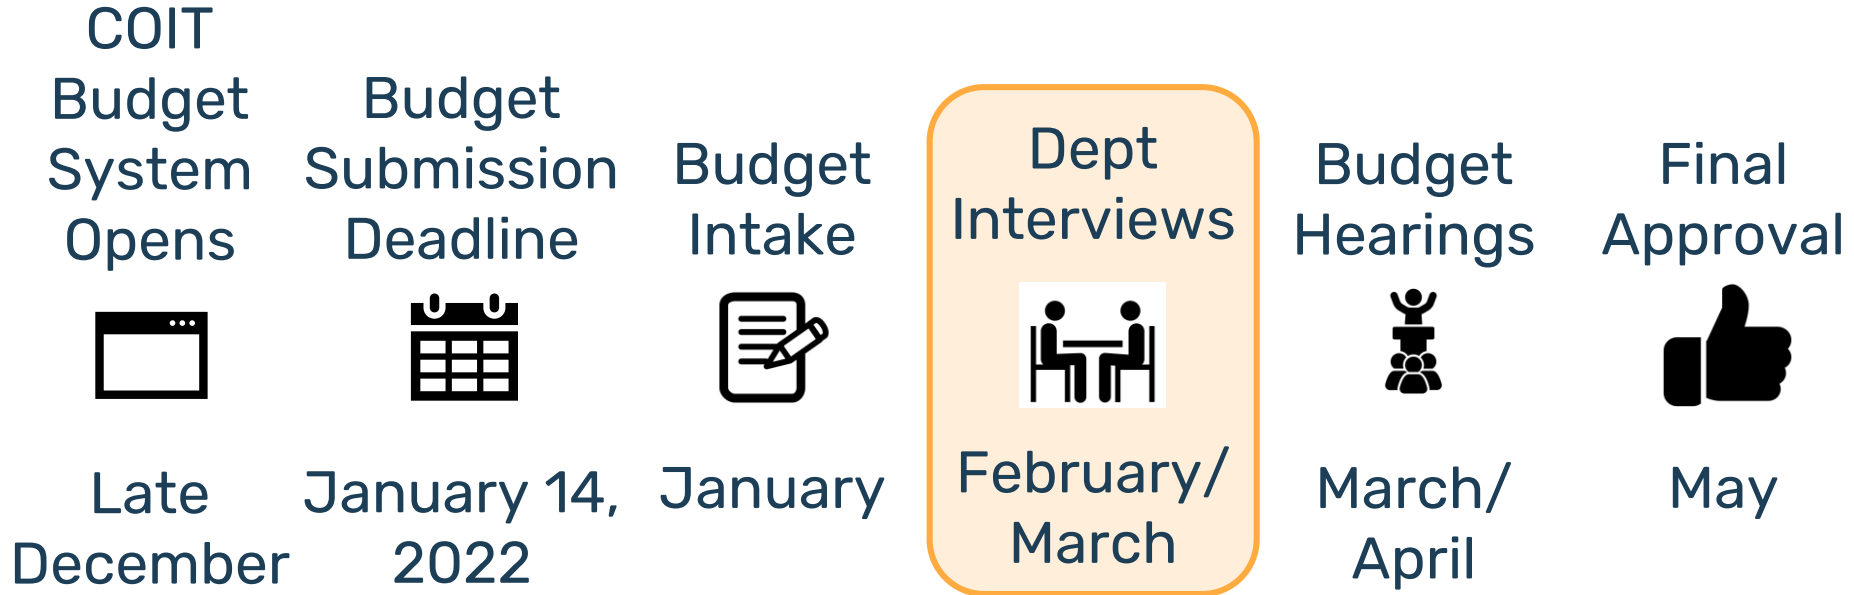 COIT
Budget
System
Opens
Late
December
Budget
Submission
Deadline
January 14,
2022
Budget
Intake
January
Dept
Interviews
February/
March
Budget
Hearings
March/
April
Final
Approval
May